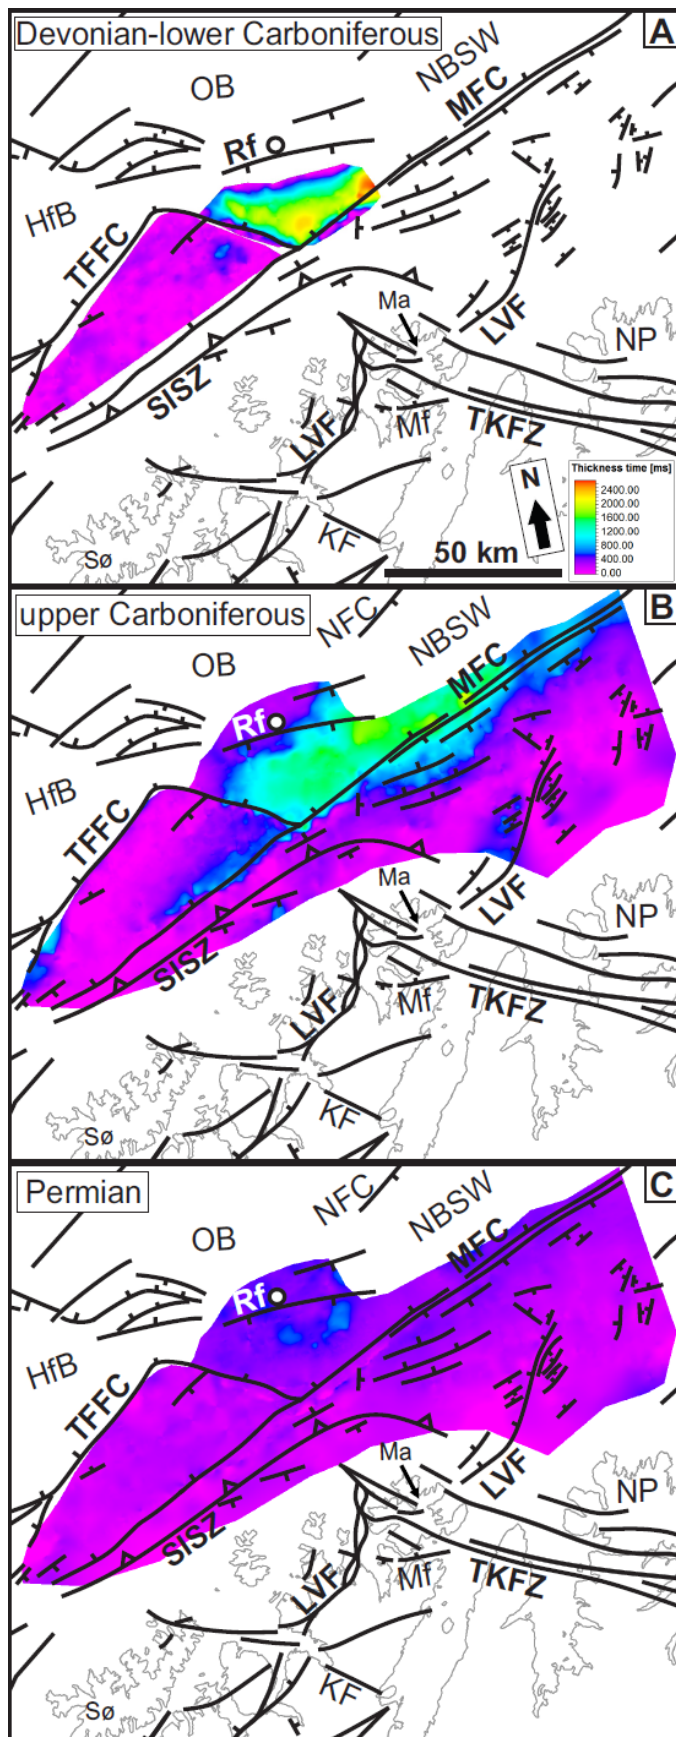 Devonian-lower Carboniferous
A
OB
NBSW
MFC
Rf
HfB
TFFC
Ma
LVF
NP
SISZ
LVF
Mf
TKFZ
N
Thickness time [ms]
2400.00
2000.00
1600.00
1200.00
800.00
400.00
0.00
KF
Sø
50 km
upper Carboniferous
B
NFC
NBSW
OB
MFC
Rf
HfB
TFFC
Ma
LVF
NP
SISZ
LVF
Mf
TKFZ
KF
Sø
Permian
C
NFC
NBSW
OB
MFC
Rf
HfB
TFFC
Ma
LVF
NP
SISZ
LVF
Mf
TKFZ
KF
Sø